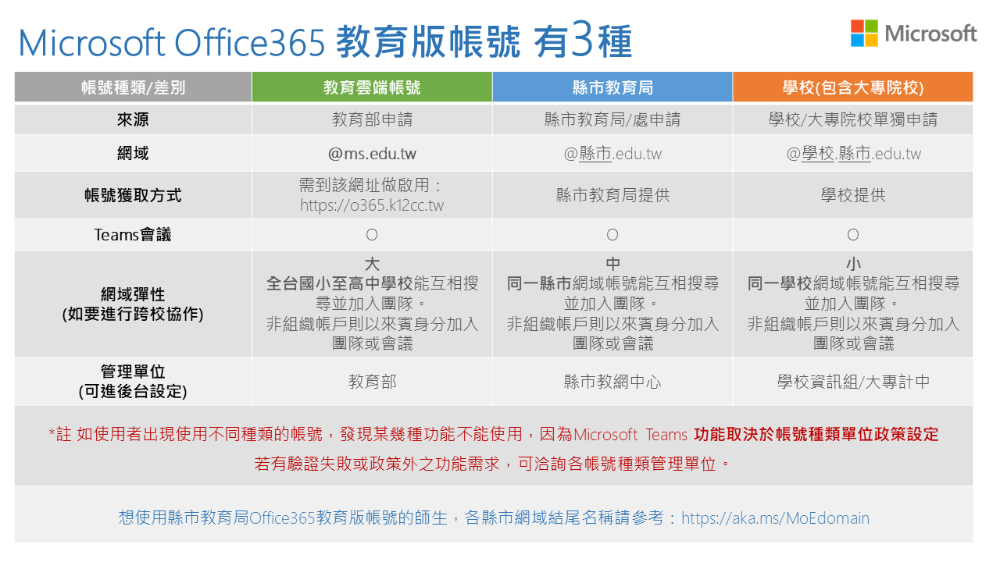 Microsoft Office365 教育版帳號 有3種
Microsoft
帳號種類/差別
教育雲端帳號
縣市教育局
學校(包含大專院校)
來源
教育部申請
縣市教育局/處申請
學校/大專院校單獨申請
網域
@ms.edu.tw
@縣市.edu.tw
@學校.縣市.edu.tw
帳號獲取方式
需到該網址做啟用：
https://o365.k12cc.tw
縣市教育局提供
學校提供
Teams會議
O
O
O
網域彈性
(如要進行跨校協作)
大
全台國小至高中學校能互相搜
尋並加入團隊。
非組織帳戶則以來賓身分加入
團隊或會議
中
同一縣市網域帳號能互相搜尋
並加入團隊。
非組織帳戶則以來賓身分加入
團隊或會議
小
同一學校網域帳號能互相搜尋
並加入團隊。
非組織帳戶則以來賓身分加入
團隊或會議
管理單位
(可進後台設定)
教育部
縣市教網中心
學校資訊組/大專計中
*註 如使用者出現使用不同種類的帳號，發現某幾種功能不能使用，因為Microsoft Teams 功能取決於帳號種類單位政策設定
若有驗證失敗或政策外之功能需求，可洽詢各帳號種類管理單位。
想使用縣市教育局Office365教育版帳號的師生，各縣市網域結尾名稱請參考：https://aka.ms/MoEdomain